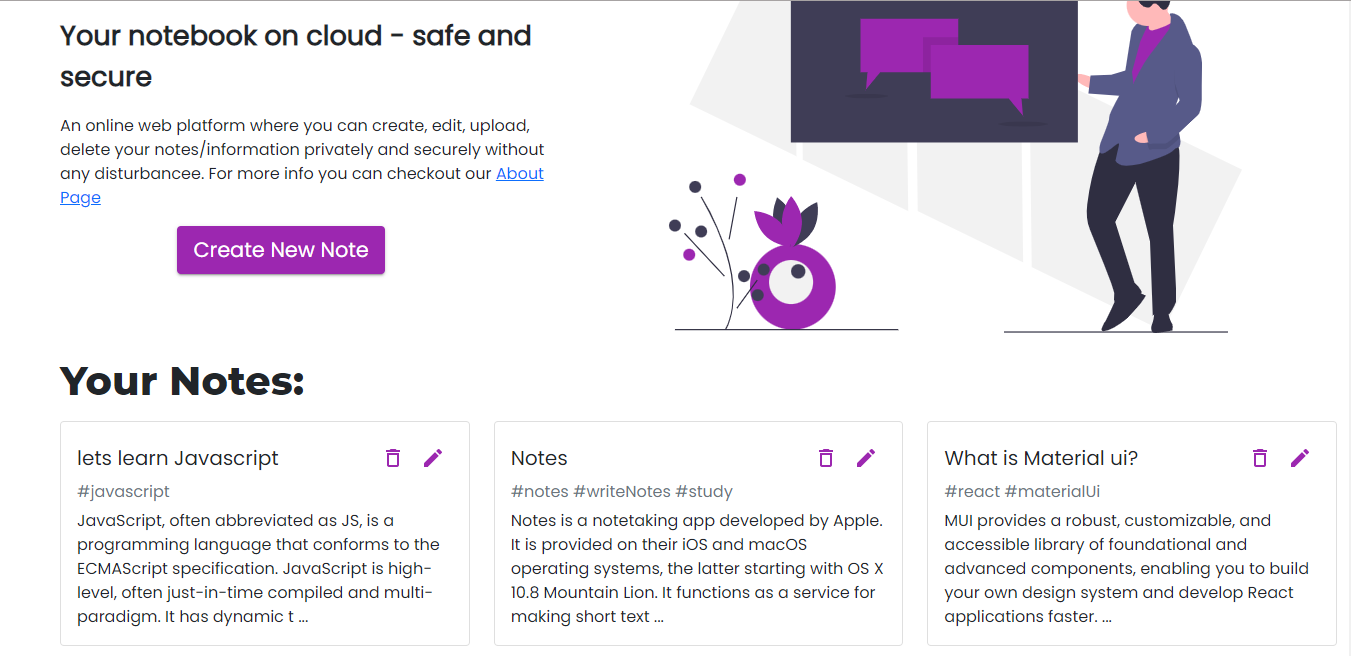 Your notebook on cloud - safe and
secure
An online web platform where you can create, edit, upload,
delete your notes/information privately and securely without
any disturbancee. For more info you can checkout our About
Page
Create New Note
Your Notes:
lets learn Javascript
#javascript
JavaScript, often abbreviated as JS, is a
programming language that conforms to the
ECMAScript specification. JavaScript is high-
level, often just-in-time compiled and multi-
paradigm. It has dynamic t ...
Notes
#notes #writeNotes #study
Notes is a notetaking app developed by Apple.
It is provided on their iOS and macOS
operating systems, the latter starting with OS X
10.8 Mountain Lion. It functions as a service for
making short text ...
What is Material ui?
#react #materialUi
MUI provides a robust, customizable, and
accessible library of foundational and
advanced components, enabling you to build
your own design system and develop React
applications faster. ...